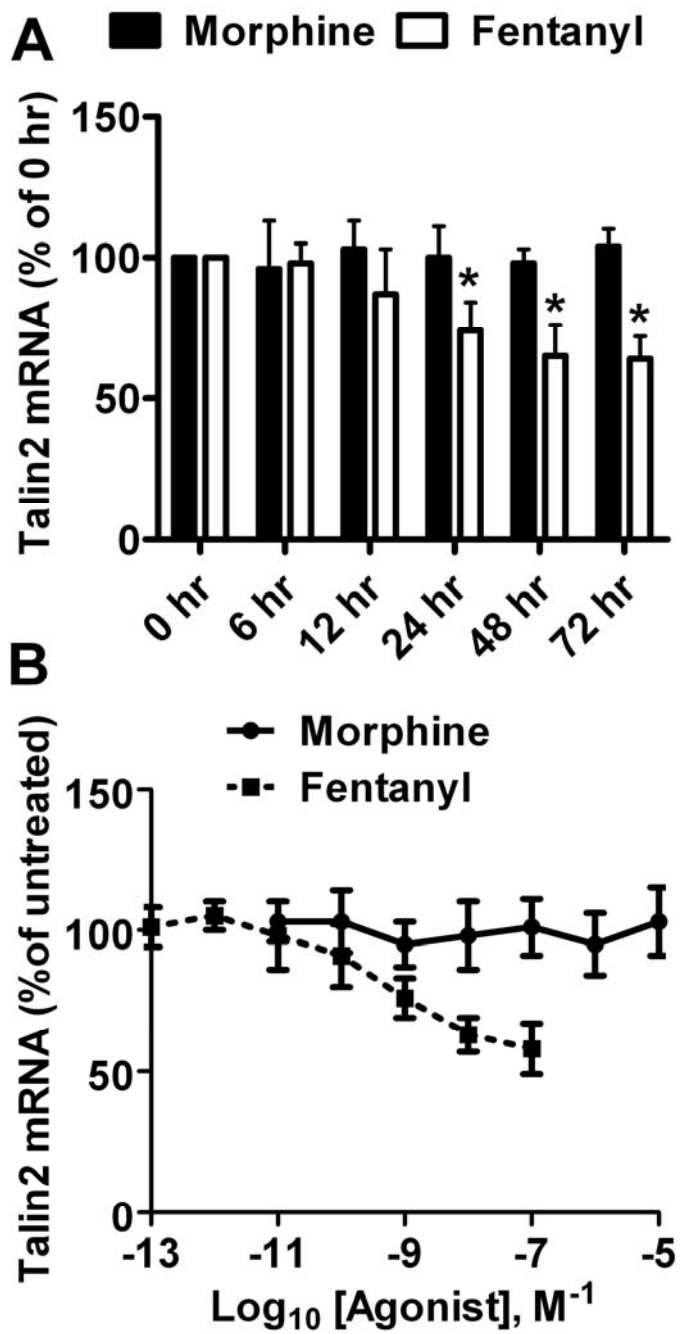 A
Morphine Fentanyl
Talin2 mRNA (% of 0 hr)
150
100
50
0
* * *
0 hr 6 hr 12 hr 24 hr 48 hr 72 hr
B
Morphine
Fentanyl
Talin2 mRNA (%of untreated)
150
100
50
0
-13 -11 -9 -7 -5
Log₁₀ [Agonist], M⁻¹